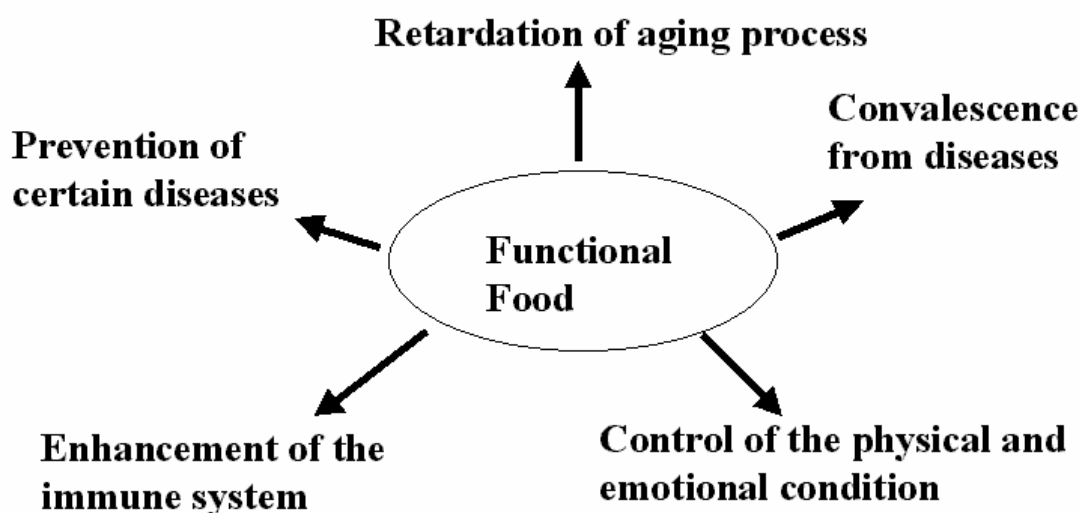 Retardation of aging process
Convalescence
from diseases
Prevention of
certain diseases
Functional
Food
Enhancement of the
immune system
Control of the physical and
emotional condition